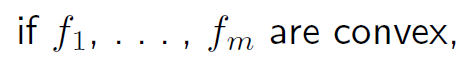 if f₁, . . . , fₘ are convex,